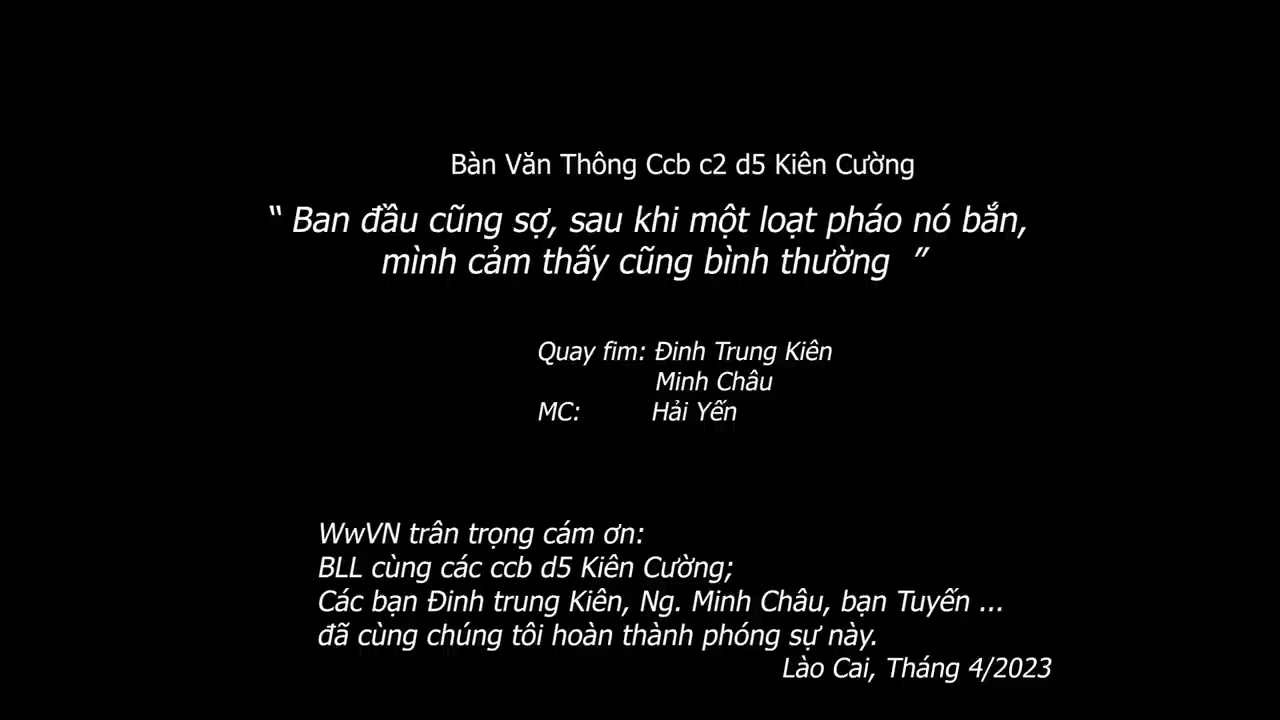 Bàn Văn Thông Ccb c2 d5 Kiên Cường
“ Ban đầu cũng sợ, sau khi một loạt pháo nó bắn,
mình cảm thấy cũng bình thường ”
Quay fim: Đinh Trung Kiên
Minh Châu
MC: Hải Yến
WwVN trân trọng cám ơn:
BLL cùng các ccb d5 Kiên Cường;
Các bạn Đinh trung Kiên, Ng. Minh Châu, bạn Tuyến ...
đã cùng chúng tôi hoàn thành phóng sự này.
Lào Cai, Tháng 4/2023